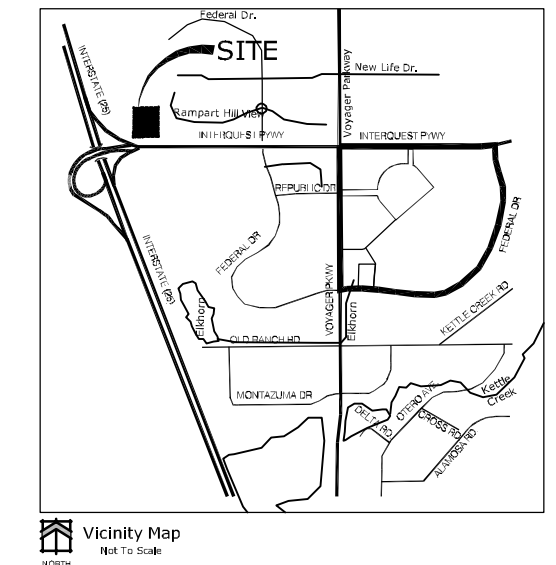 Federal Dr.
SITE
INTERSTATE (25)
Voyager Parkway
New Life Dr.
Rampart Hill View
INTERQUEST PYWY
INTERQUEST PYWY
REPUBLIC DR
FEDERAL DR
FEDERAL DR
INTERSTATE (25)
VOYAGER PKWY
Elkhorn
Elkhorn
KETTLE CREEK RD
OLD RANCH RD
MONTAZUMA DR
Kettle
Creek
OTERO AVE
DELTA RD
CROSS RD
ALAMOSA RD
Vicinity Map
Not To Scale
NORTH